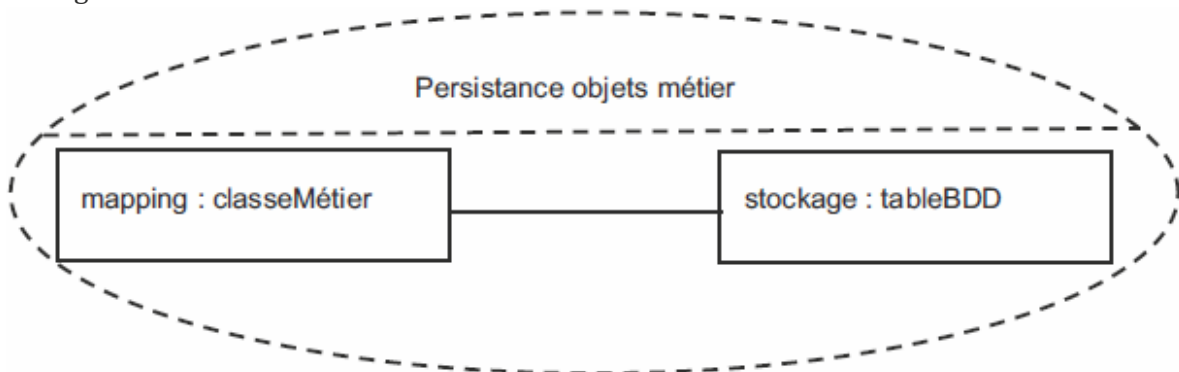 Persistance objets métier
mapping : classeMétier
stockage : tableBDD